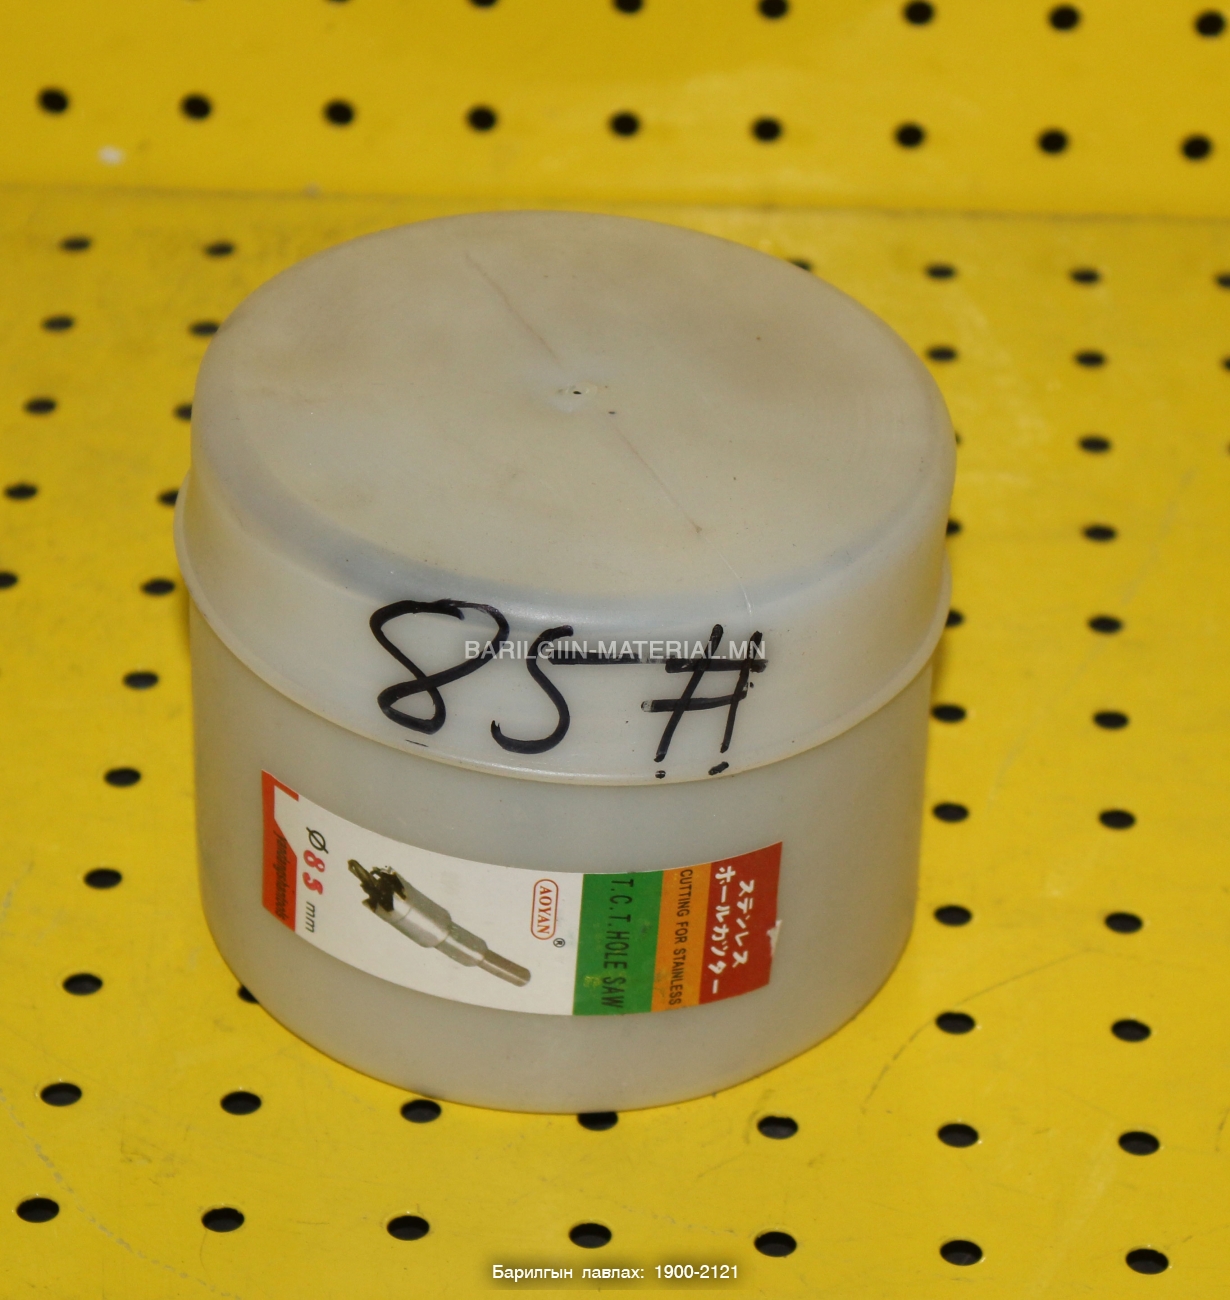 85#
BARILGIIN-MATERIAL.MN
Ø 85 mm
AOYAN®
T.C.T. HOLE SAW
CUTTING FOR STAINLESS
ステンレス
ホールカッター
Барилгын лавлах: 1900-2121